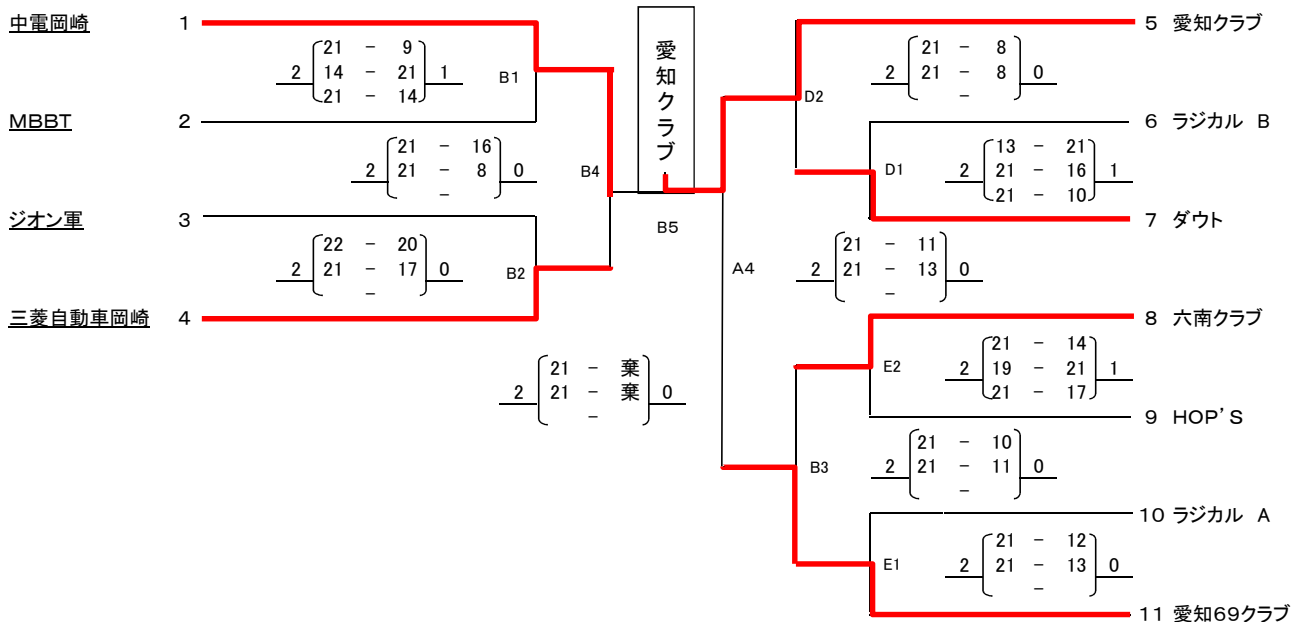 中電岡崎 1
21 - 9
2 14 - 21 1
21 - 14
B1
MBBT 2
21 - 16
2 21 - 8 0
-
B4
ジオン軍 3
22 - 20
2 21 - 17 0
-
B2
三菱自動車岡崎 4
愛知クラブ
B5
21 - 棄
2 21 - 棄 0
-
5 愛知クラブ
21 - 8
2 21 - 8 0
-
D2
6 ラジカル B
13 - 21
2 21 - 16 1
21 - 10
D1
7 ダウト
21 - 11
2 21 - 13 0
-
A4
8 六南クラブ
21 - 14
2 19 - 21 1
21 - 17
E2
9 HOP'S
21 - 10
2 21 - 11 0
-
B3
10 ラジカル A
21 - 12
2 21 - 13 0
-
E1
11 愛知69クラブ